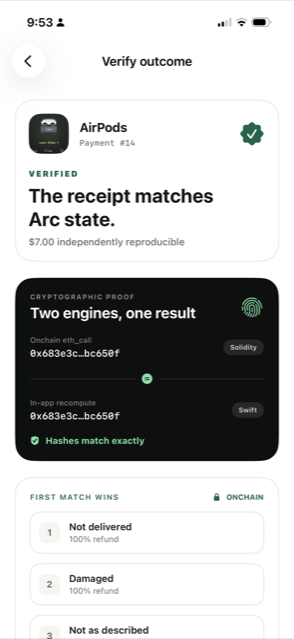 9:53
Verify outcome
AirPods
Payment #14
VERIFIED
The receipt matches
Arc state.
$7.00 independently reproducible
CRYPTOGRAPHIC PROOF
Two engines, one result
Onchain eth_call
0x683e3c…bc650f
Solidity
In-app recompute
0x683e3c…bc650f
Swift
Hashes match exactly
FIRST MATCH WINS
ONCHAIN
1
Not delivered
100% refund
2
Damaged
100% refund
3
Not as described